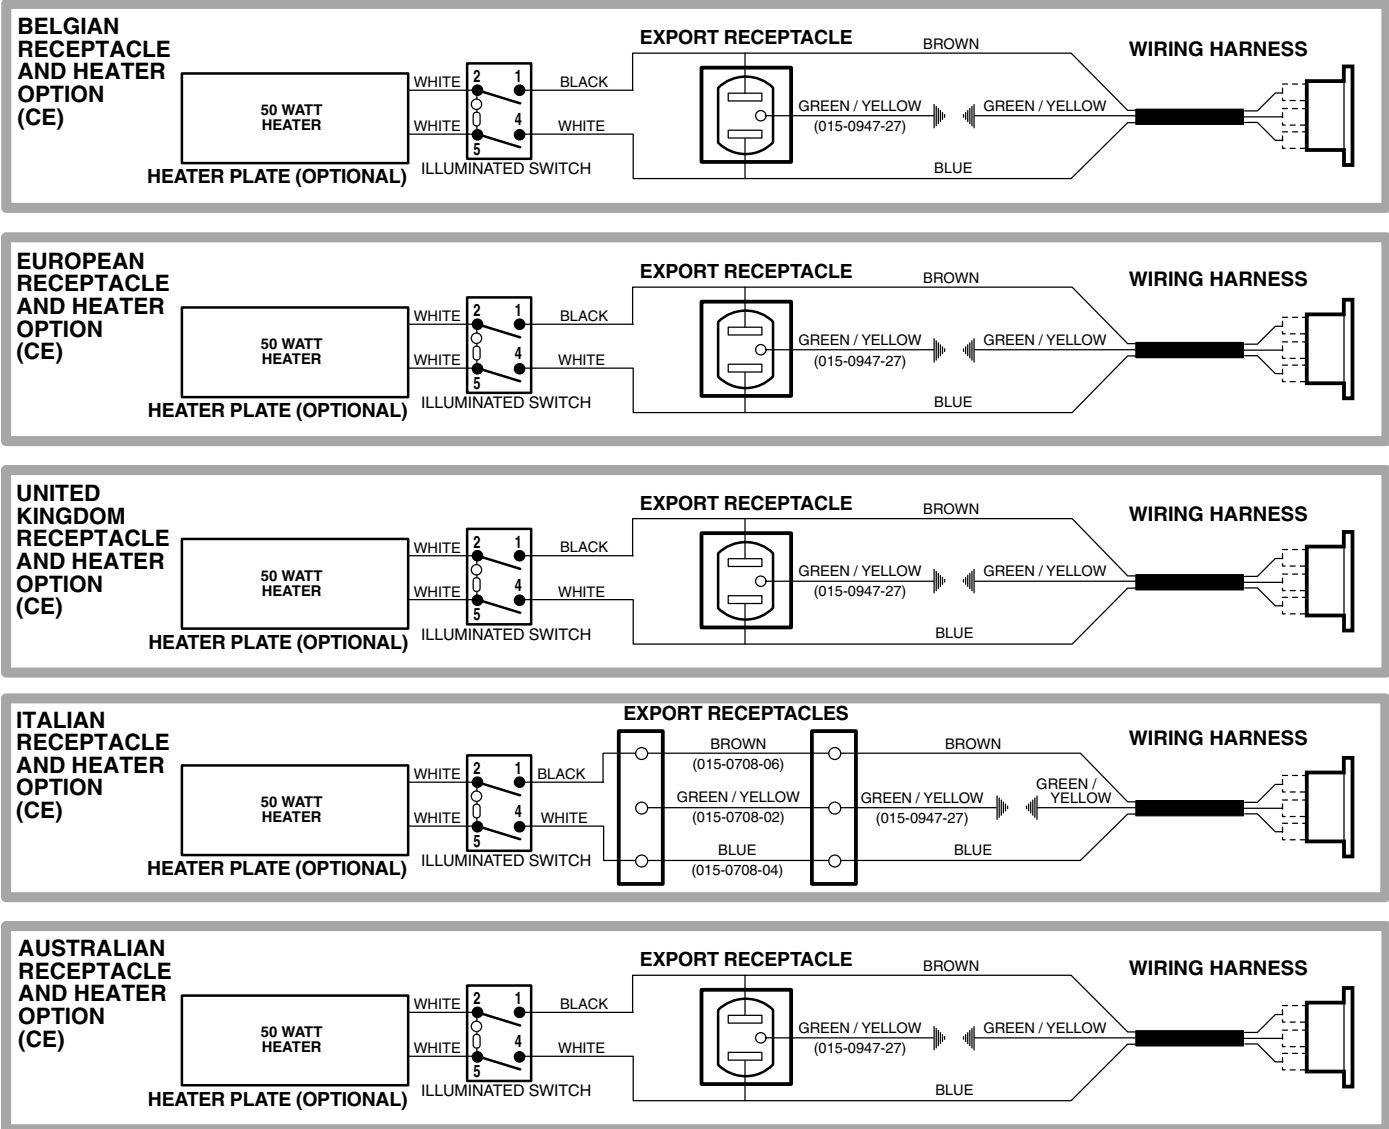 BELGIAN
RECEPTACLE
AND HEATER
OPTION
(CE)
50 WATT
HEATER
HEATER PLATE (OPTIONAL)
WHITE
WHITE
2 1
4
5
ILLUMINATED SWITCH
BLACK
WHITE
EXPORT RECEPTACLE
BROWN
GREEN / YELLOW
(015-0947-27)
GREEN / YELLOW
BLUE
WIRING HARNESS
EUROPEAN
RECEPTACLE
AND HEATER
OPTION
(CE)
50 WATT
HEATER
HEATER PLATE (OPTIONAL)
WHITE
WHITE
2 1
4
5
ILLUMINATED SWITCH
BLACK
WHITE
EXPORT RECEPTACLE
BROWN
GREEN / YELLOW
(015-0947-27)
GREEN / YELLOW
BLUE
WIRING HARNESS
UNITED
KINGDOM
RECEPTACLE
AND HEATER
OPTION
(CE)
50 WATT
HEATER
HEATER PLATE (OPTIONAL)
WHITE
WHITE
2 1
4
5
ILLUMINATED SWITCH
BLACK
WHITE
EXPORT RECEPTACLE
BROWN
GREEN / YELLOW
(015-0947-27)
GREEN / YELLOW
BLUE
WIRING HARNESS
ITALIAN
RECEPTACLE
AND HEATER
OPTION
(CE)
50 WATT
HEATER
HEATER PLATE (OPTIONAL)
WHITE
WHITE
2 1
4
5
ILLUMINATED SWITCH
BLACK
WHITE
EXPORT RECEPTACLES
BROWN
(015-0708-06)
GREEN / YELLOW
(015-0708-02)
BLUE
(015-0708-04)
BROWN
GREEN / YELLOW
(015-0947-27)
GREEN /
YELLOW
BLUE
WIRING HARNESS
AUSTRALIAN
RECEPTACLE
AND HEATER
OPTION
(CE)
50 WATT
HEATER
HEATER PLATE (OPTIONAL)
WHITE
WHITE
2 1
4
5
ILLUMINATED SWITCH
BLACK
WHITE
EXPORT RECEPTACLE
BROWN
GREEN / YELLOW
(015-0947-27)
GREEN / YELLOW
BLUE
WIRING HARNESS